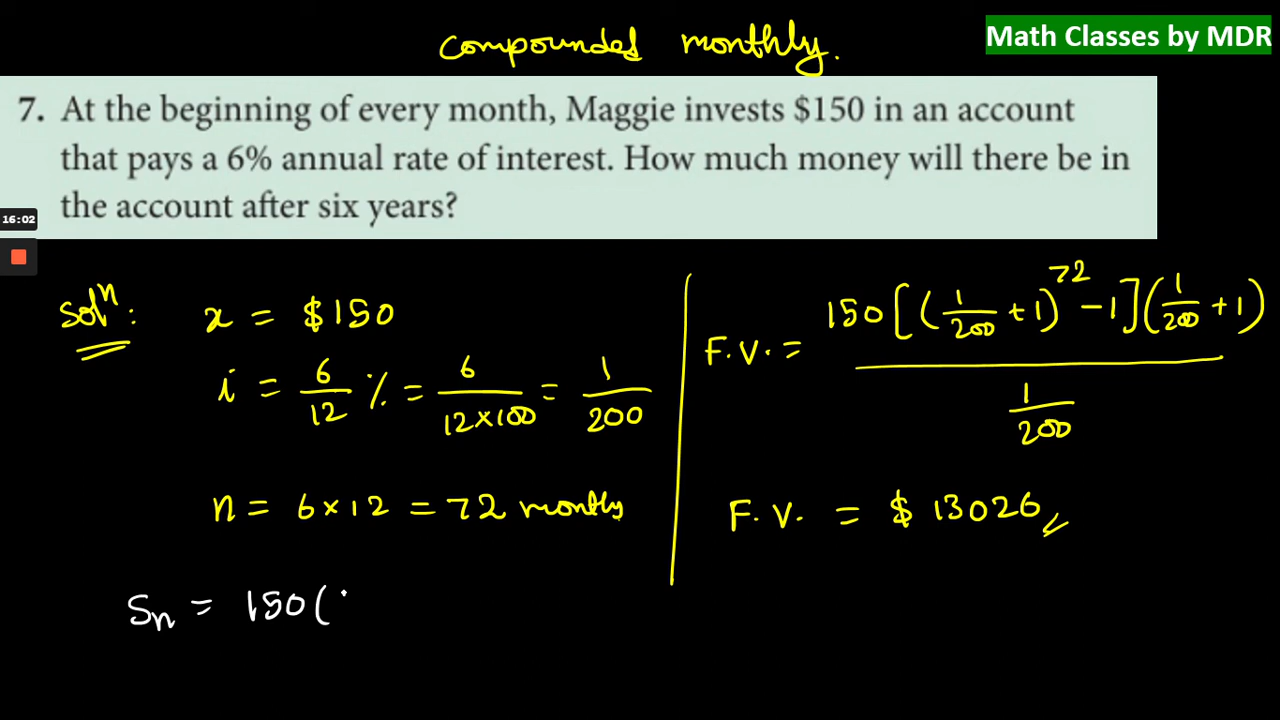 compounded monthly.
Math Classes by MDR
7. At the beginning of every month, Maggie invests $150 in an account
that pays a 6% annual rate of interest. How much money will there be in
the account after six years?
16:02
Solⁿ: x = $150
i = 6/12 % = 6/(12×100) = 1/200
n = 6×12 = 72 monthly
Sn = 150(
F.V. = 150[(1/200 + 1)^72 − 1](1/200 + 1) / (1/200)
F.V. = $13026